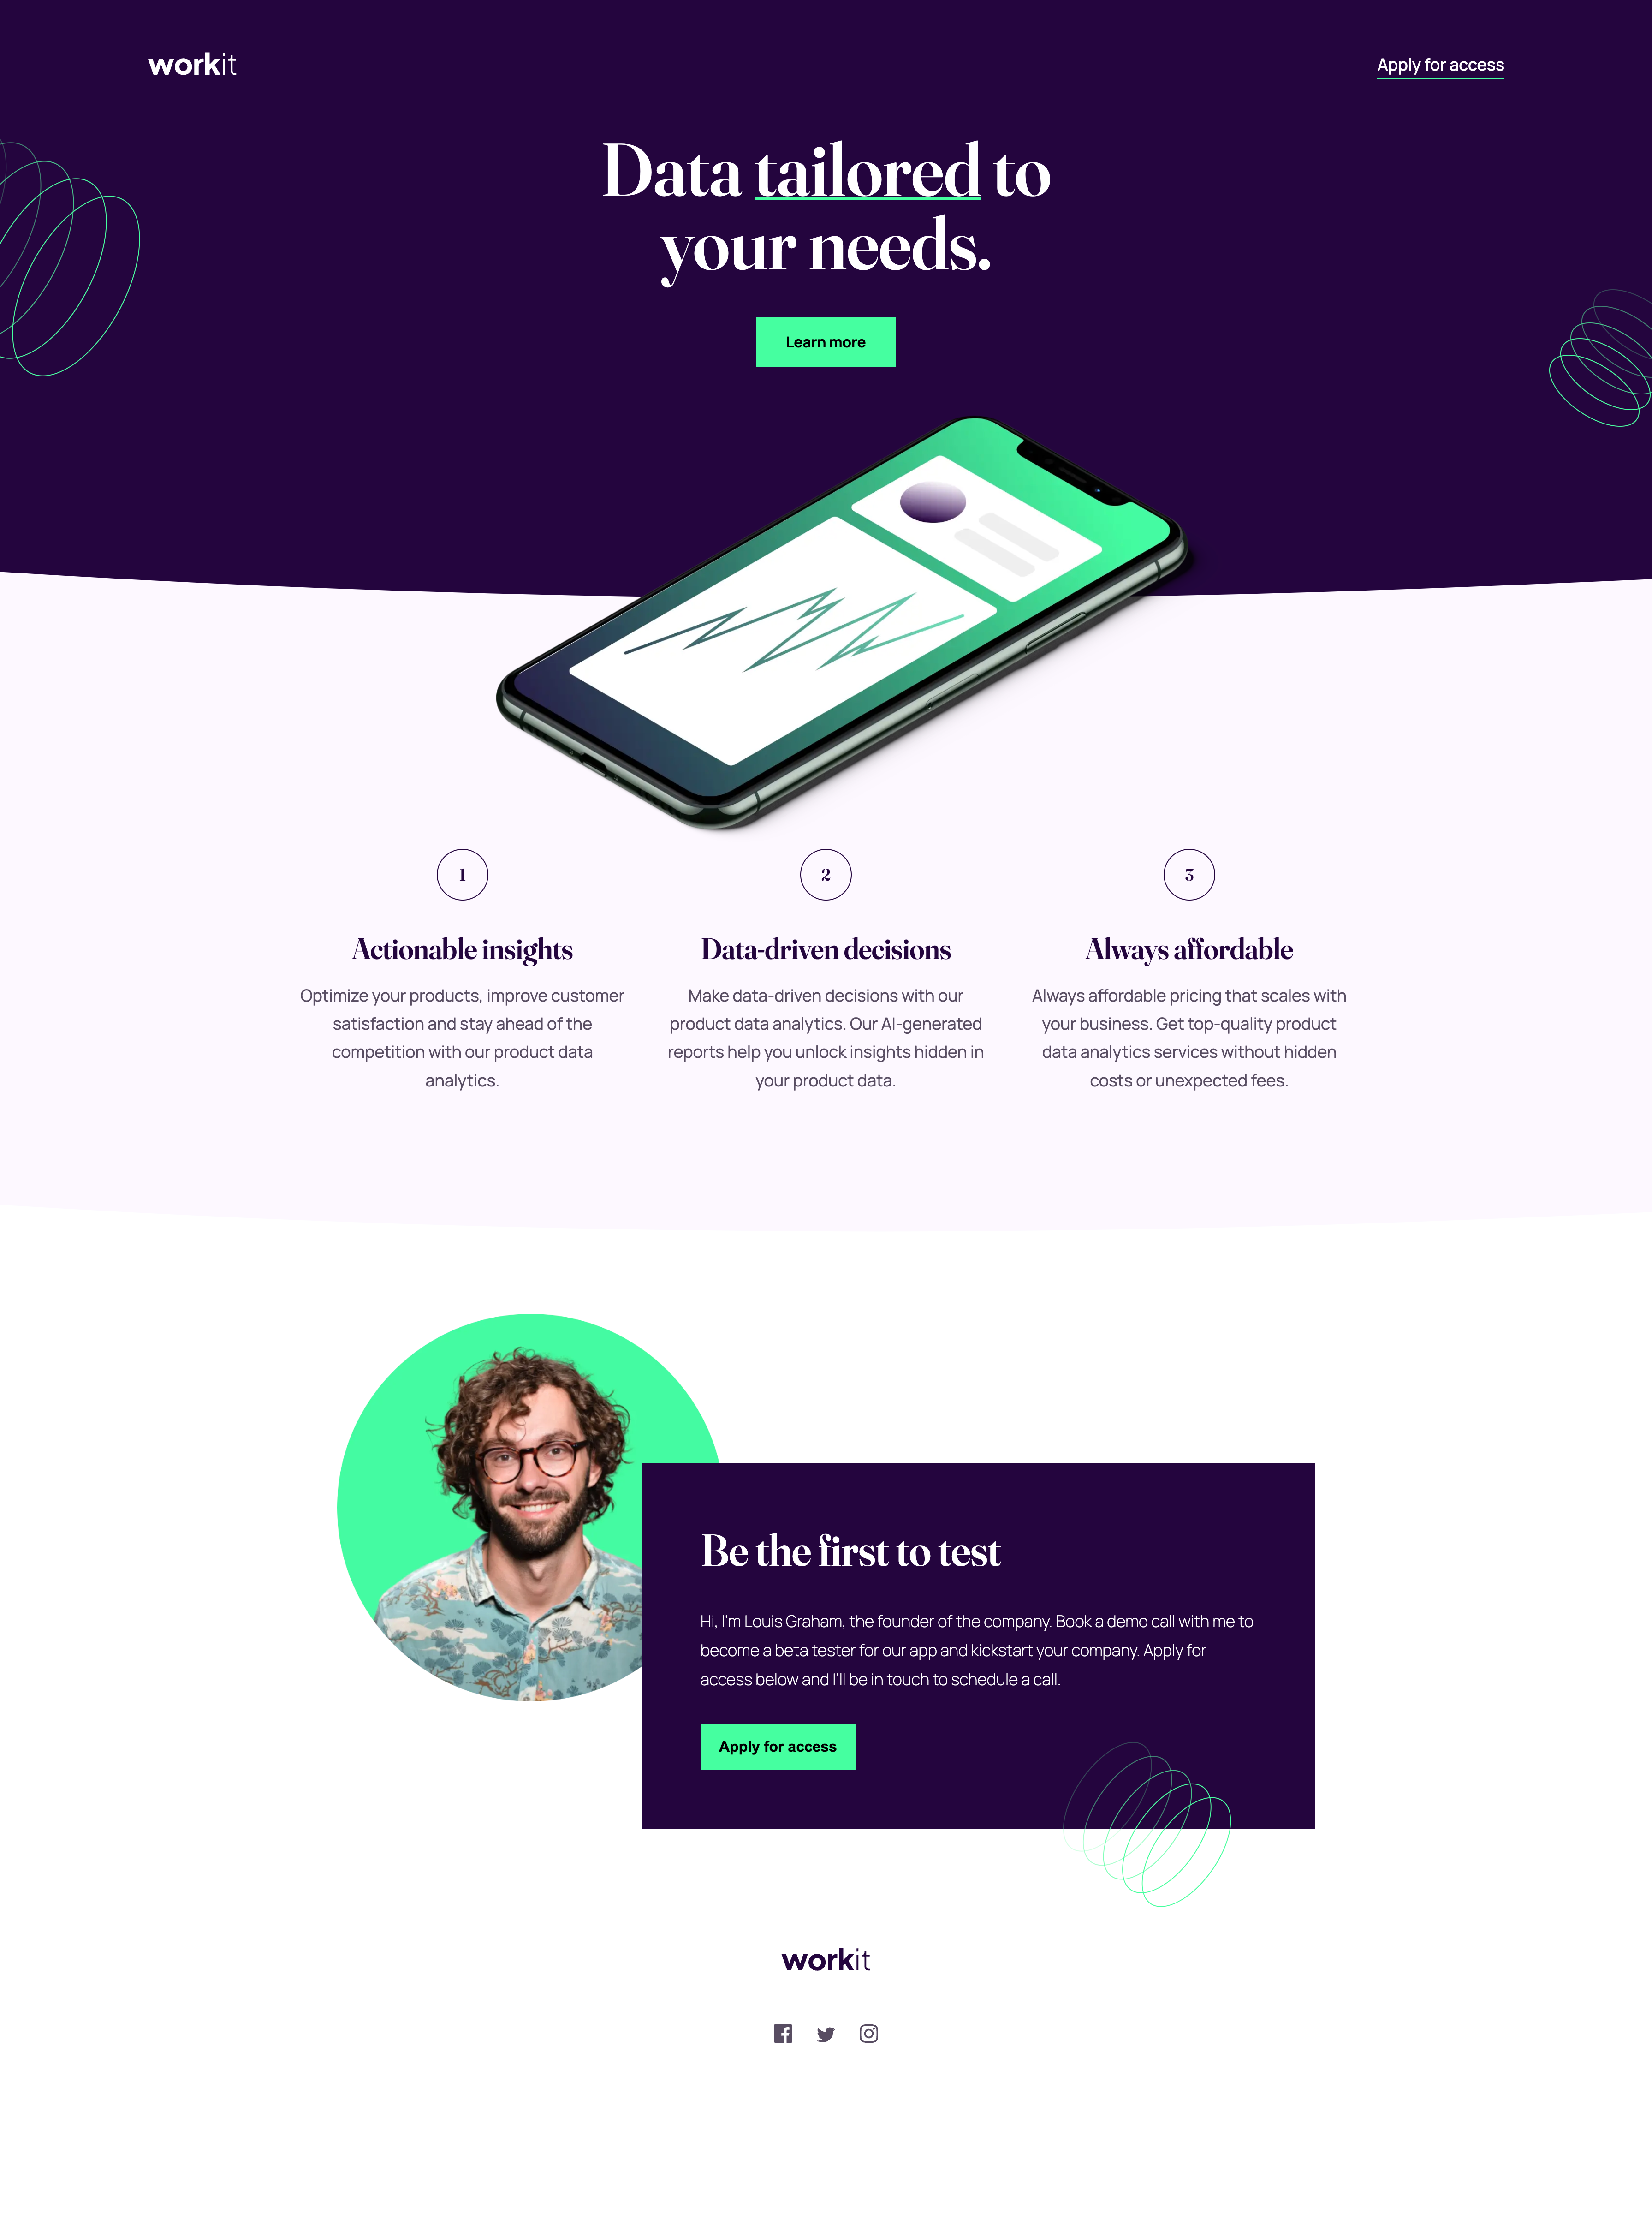 workit
Apply for access
Data tailored to
your needs.
Learn more
1
Actionable insights
Optimize your products, improve customer
satisfaction and stay ahead of the
competition with our product data
analytics.
2
Data-driven decisions
Make data-driven decisions with our
product data analytics. Our AI-generated
reports help you unlock insights hidden in
your product data.
3
Always affordable
Always affordable pricing that scales with
your business. Get top-quality product
data analytics services without hidden
costs or unexpected fees.
Be the first to test
Hi, I'm Louis Graham, the founder of the company. Book a demo call with me to
become a beta tester for our app and kickstart your company. Apply for
access below and I'll be in touch to schedule a call.
Apply for access
workit